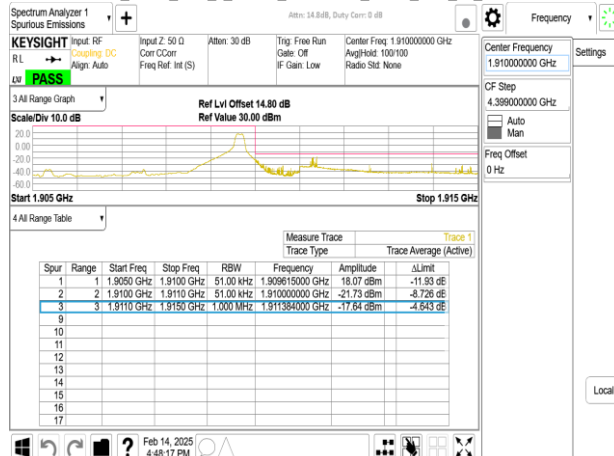 Spectrum Analyzer 1
Spurious Emissions
Attn: 14.8dB, Duty Corr: 0 dB
Frequency
Settings
KEYSIGHT Input: RF Input Z: 50 Ω Atten: 30 dB Trig: Free Run Center Freq: 1.910000000 GHz
RL Coupling: DC Corr CCorr Gate: Off Avg|Hold: 100/100
Align: Auto Freq Ref: Int (S) IF Gain: Low Radio Std: None
LXI PASS
Center Frequency
1.910000000 GHz
CF Step
4.399000000 GHz
Auto
Man
Freq Offset
0 Hz
3 All Range Graph
Scale/Div 10.0 dB
Ref Lvl Offset 14.80 dB
Ref Value 30.00 dBm
20.0
0.00
-20.0
-40.0
-60.0
Start 1.905 GHz Stop 1.915 GHz
4 All Range Table
Measure Trace Trace 1
Trace Type Trace Average (Active)
Spur Range Start Freq Stop Freq RBW Frequency Amplitude ΔLimit
1 1 1.9050 GHz 1.9100 GHz 51.00 kHz 1.909615000 GHz 18.07 dBm -11.93 dB
2 2 1.9100 GHz 1.9110 GHz 51.00 kHz 1.910000000 GHz -21.73 dBm -8.726 dB
3 3 1.9110 GHz 1.9150 GHz 1.000 MHz 1.911384000 GHz -17.64 dBm -4.643 dB
9
10
11
12
13
14
15
16
17
Local
?
Feb 14, 2025
4:48:17 PM